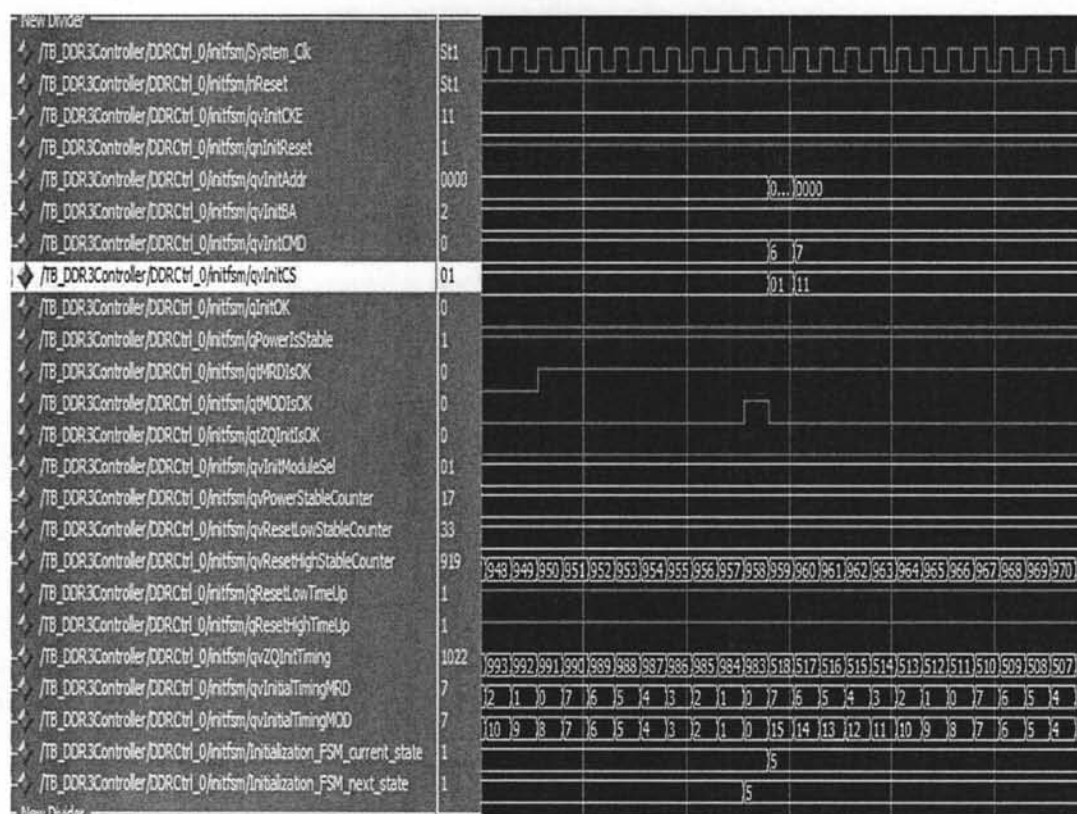 New Divider
/TB_DDR3Controller/DDRCtrl_0/initfsm/System_Clk St1
/TB_DDR3Controller/DDRCtrl_0/initfsm/nReset St1
/TB_DDR3Controller/DDRCtrl_0/initfsm/qvInitCKE 11
/TB_DDR3Controller/DDRCtrl_0/initfsm/qnInitReset 1
/TB_DDR3Controller/DDRCtrl_0/initfsm/qvInitAddr 0000 0... 0000
/TB_DDR3Controller/DDRCtrl_0/initfsm/qvInitBA 2
/TB_DDR3Controller/DDRCtrl_0/initfsm/qvInitCMD 0 6 7
/TB_DDR3Controller/DDRCtrl_0/initfsm/qvInitCS 01 01 11
/TB_DDR3Controller/DDRCtrl_0/initfsm/qInitOK 0
/TB_DDR3Controller/DDRCtrl_0/initfsm/qPowerIsStable 1
/TB_DDR3Controller/DDRCtrl_0/initfsm/qtMRDIsOK 0
/TB_DDR3Controller/DDRCtrl_0/initfsm/qtMODIsOK 0
/TB_DDR3Controller/DDRCtrl_0/initfsm/qtZQInitIsOK 0
/TB_DDR3Controller/DDRCtrl_0/initfsm/qvInitModuleSel 01
/TB_DDR3Controller/DDRCtrl_0/initfsm/qvPowerStableCounter 17
/TB_DDR3Controller/DDRCtrl_0/initfsm/qvResetLowStableCounter 33
/TB_DDR3Controller/DDRCtrl_0/initfsm/qvResetHighStableCounter 919 948 949 950 951 952 953 954 955 956 957 958 959 960 961 962 963 964 965 966 967 968 969 970
/TB_DDR3Controller/DDRCtrl_0/initfsm/qResetLowTimeUp 1
/TB_DDR3Controller/DDRCtrl_0/initfsm/qResetHighTimeUp 1
/TB_DDR3Controller/DDRCtrl_0/initfsm/qvZQInitTiming 1022 993 992 991 990 989 988 987 986 985 984 983 518 517 516 515 514 513 512 511 510 509 508 507
/TB_DDR3Controller/DDRCtrl_0/initfsm/qvInitialTimingMRD 7 2 1 0 7 6 5 4 3 2 1 0 7 6 5 4 3 2 1 0 7 6 5 4
/TB_DDR3Controller/DDRCtrl_0/initfsm/qvInitialTimingMOD 7 10 9 8 7 6 5 4 3 2 1 0 15 14 13 12 11 10 9 8 7 6 5 4
/TB_DDR3Controller/DDRCtrl_0/initfsm/Initialization_FSM_current_state 1 5
/TB_DDR3Controller/DDRCtrl_0/initfsm/Initialization_FSM_next_state 1 5
New Divider